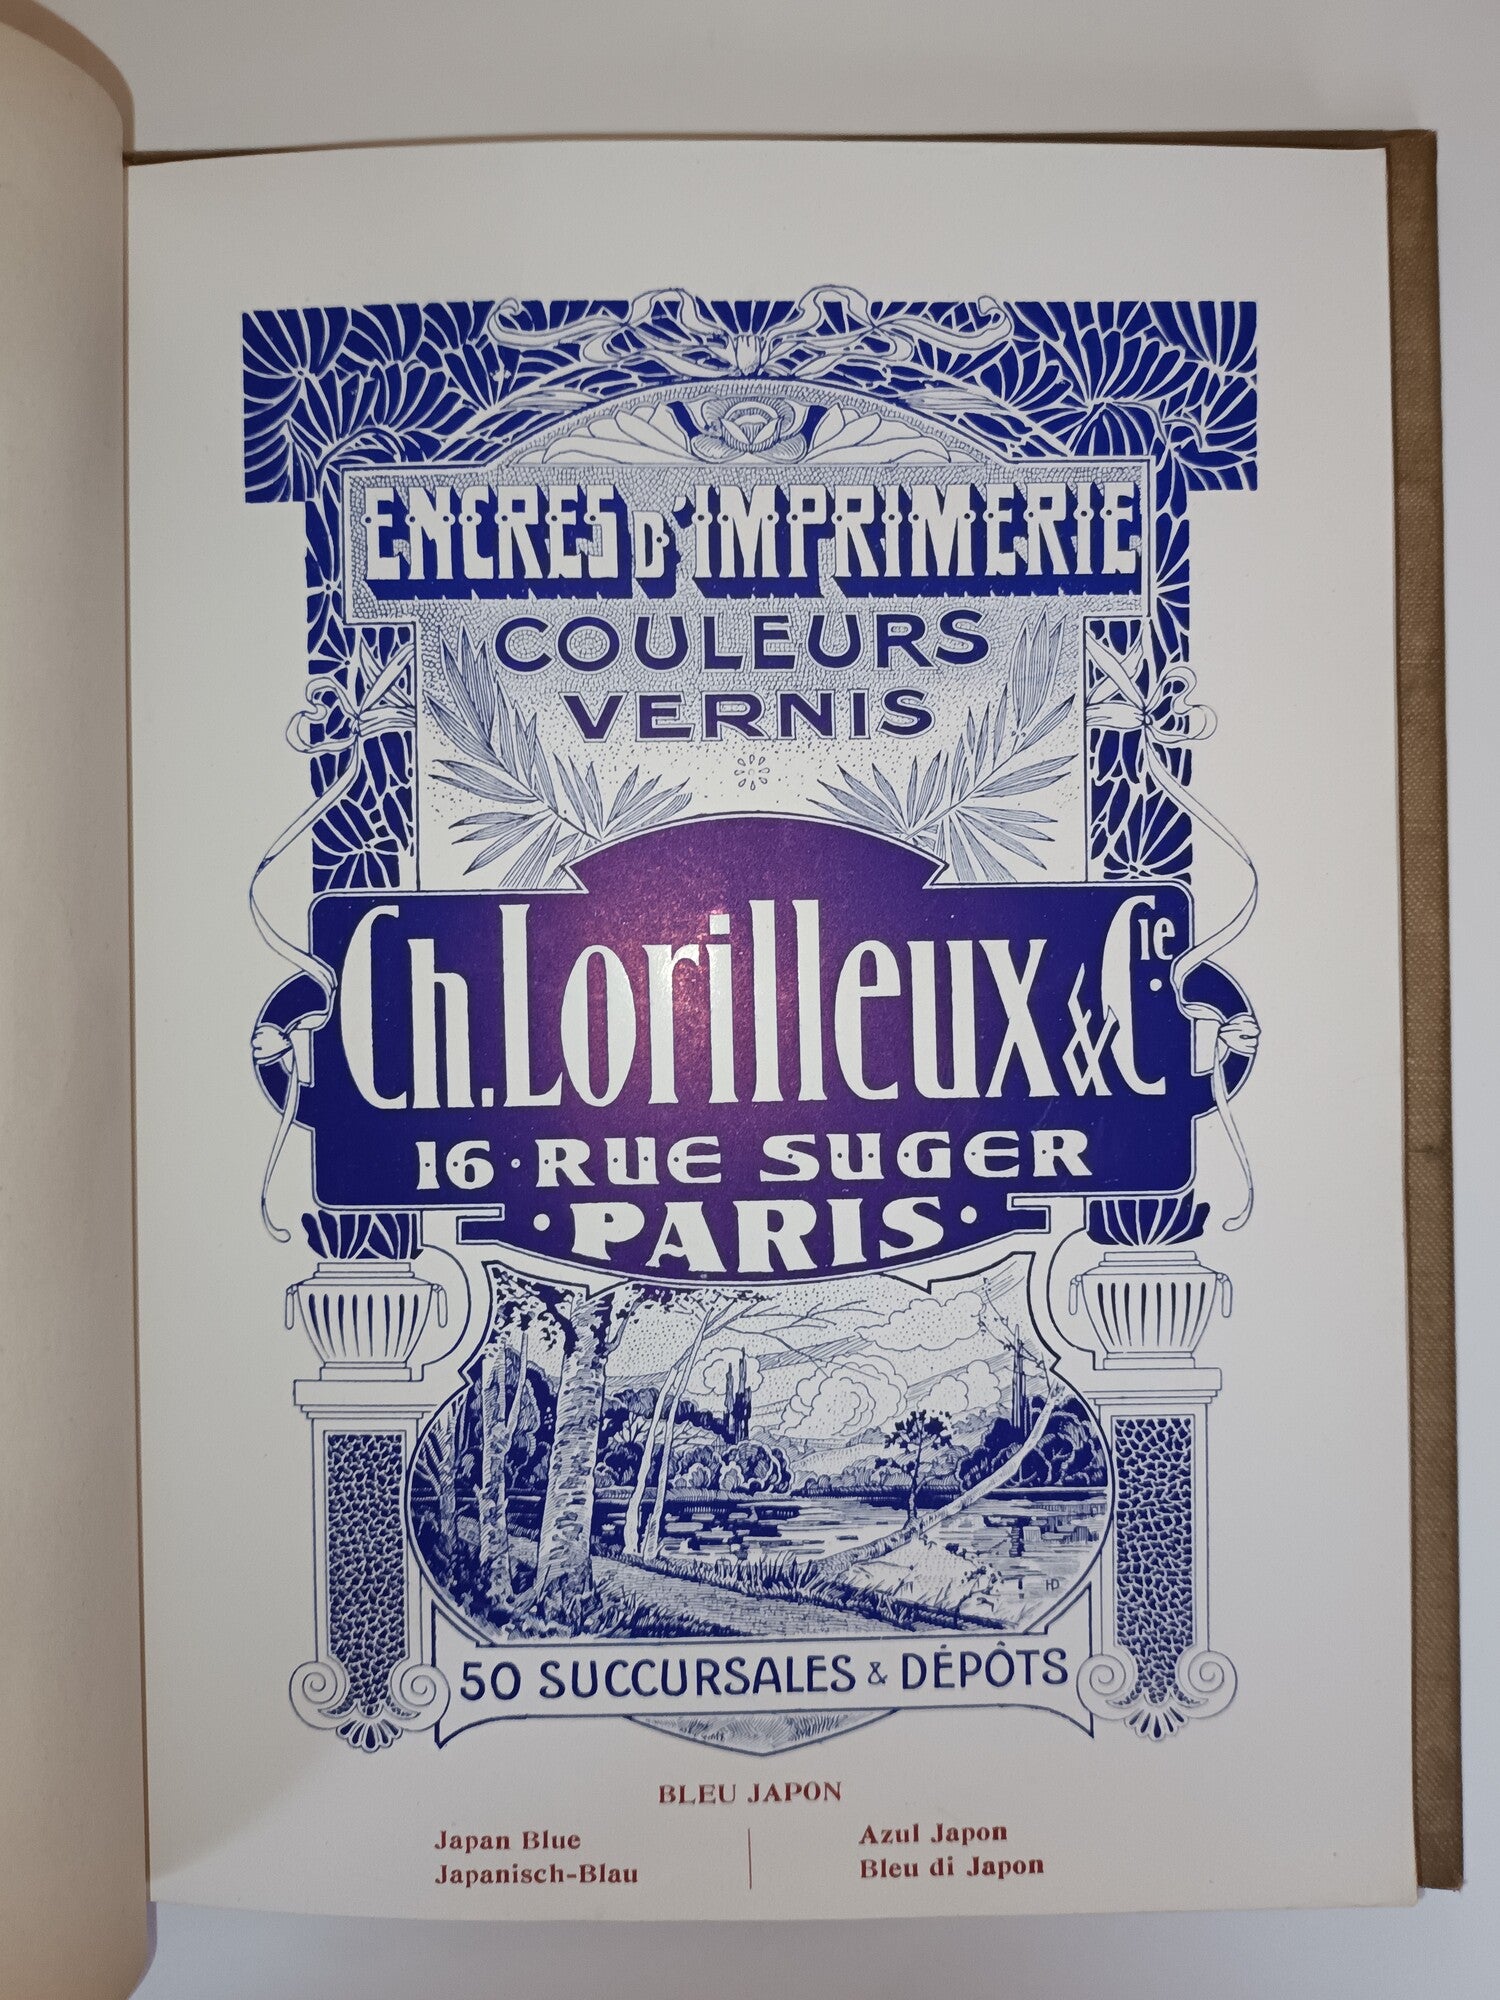 ENCRES D'IMPRIMERIE
COULEURS
VERNIS
Ch. Lorilleux & Cie.
16 · RUE SUGER
· PARIS ·
HD
50 SUCCURSALES & DÉPÔTS
BLEU JAPON
Japan Blue
Japanisch-Blau
Azul Japon
Bleu di Japon